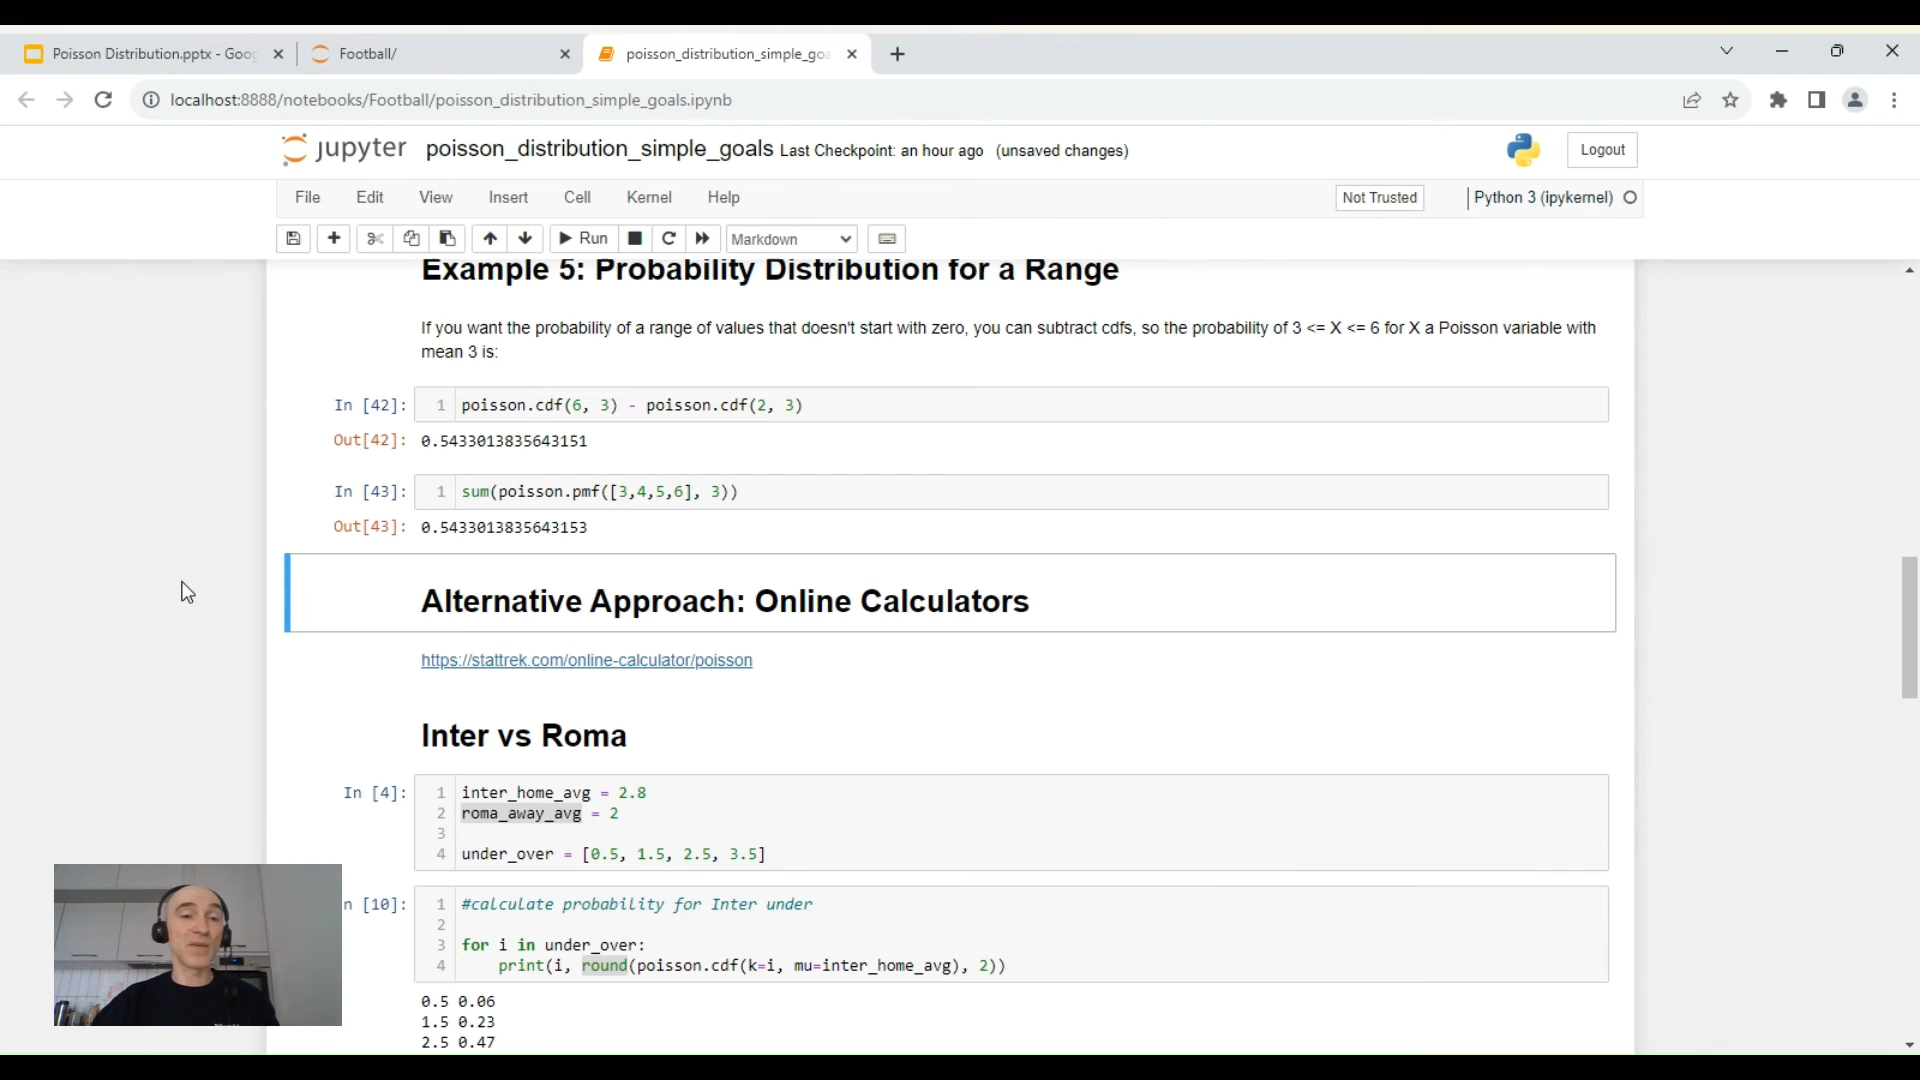 Poisson Distribution.pptx - Goo
Football/
poisson_distribution_simple_goa
localhost:8888/notebooks/Football/poisson_distribution_simple_goals.ipynb
jupyter poisson_distribution_simple_goals Last Checkpoint: an hour ago (unsaved changes)
Logout
File Edit View Insert Cell Kernel Help
Not Trusted
Python 3 (ipykernel)
Run
Markdown
Example 5: Probability Distribution for a Range
If you want the probability of a range of values that doesn't start with zero, you can subtract cdfs, so the probability of 3 <= X <= 6 for X a Poisson variable with
mean 3 is:
In [42]: 1 poisson.cdf(6, 3) - poisson.cdf(2, 3)
Out[42]: 0.5433013835643151
In [43]: 1 sum(poisson.pmf([3,4,5,6], 3))
Out[43]: 0.5433013835643153
Alternative Approach: Online Calculators
https://stattrek.com/online-calculator/poisson
Inter vs Roma
In [4]: 1 inter_home_avg = 2.8
2 roma_away_avg = 2
3
4 under_over = [0.5, 1.5, 2.5, 3.5]
n [10]: 1 #calculate probability for Inter under
2
3 for i in under_over:
4 print(i, round(poisson.cdf(k=i, mu=inter_home_avg), 2))
0.5 0.06
1.5 0.23
2.5 0.47